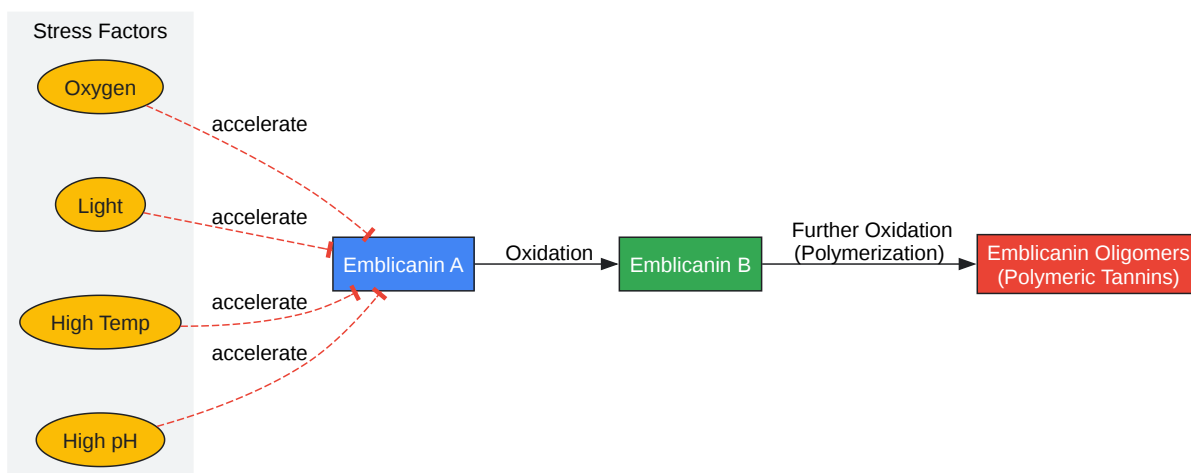 Stress Factors
Oxygen
accelerate
Light
accelerate
High Temp
accelerate
High pH
accelerate
Emblicanin A
Oxidation
Emblicanin B
Further Oxidation
(Polymerization)
Emblicanin Oligomers
(Polymeric Tannins)